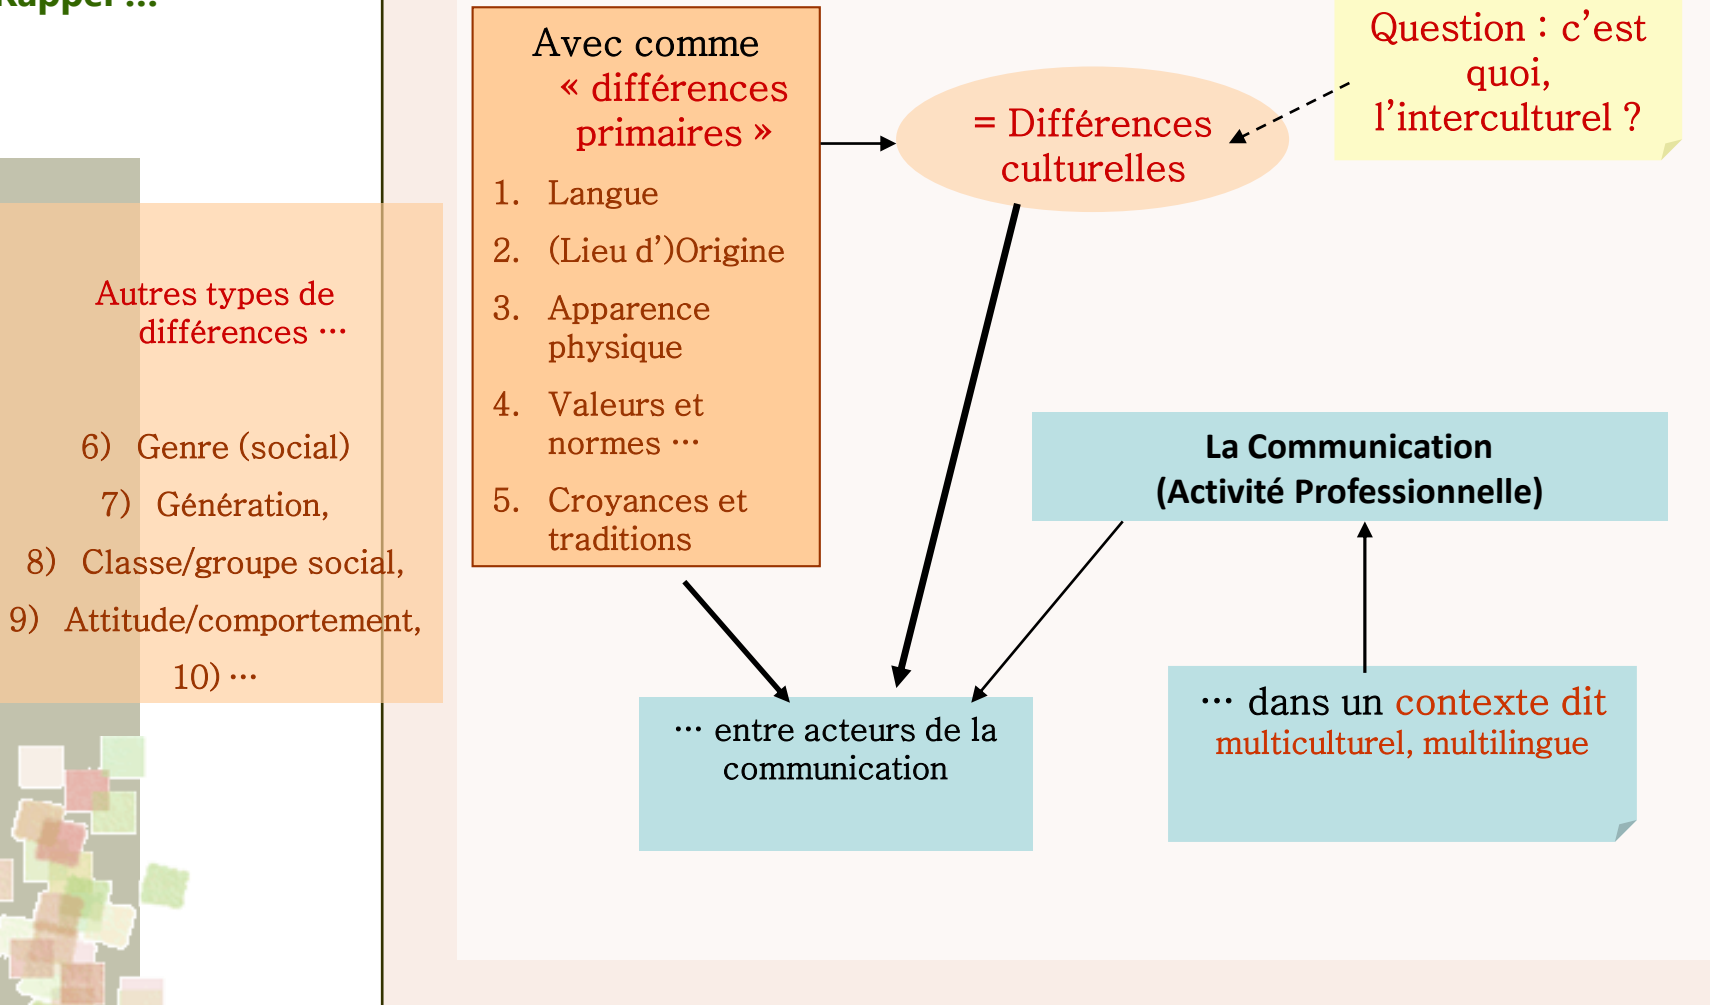 Rappel ...
Avec comme
« différences
primaires »
1. Langue
2. (Lieu d’)Origine
3. Apparence
physique
4. Valeurs et
normes …
5. Croyances et
traditions
= Différences
culturelles
Question : c’est
quoi,
l’interculturel ?
Autres types de
différences …
6) Genre (social)
7) Génération,
8) Classe/groupe social,
9) Attitude/comportement,
10) …
La Communication
(Activité Professionnelle)
… entre acteurs de la
communication
… dans un contexte dit
multiculturel, multilingue